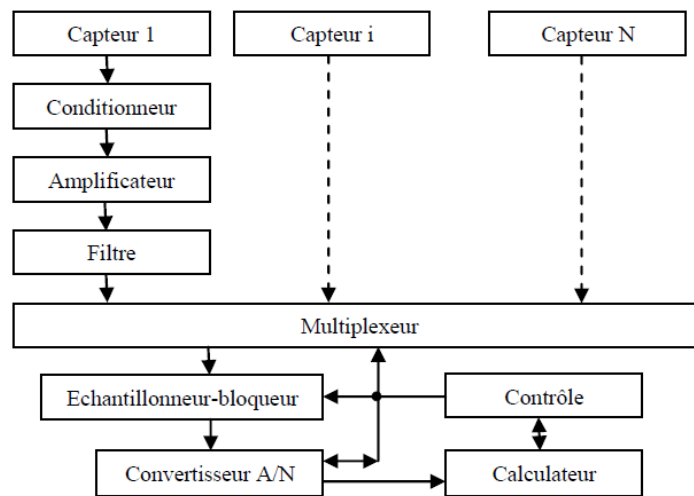 Capteur 1
Capteur i
Capteur N
Conditionneur
Amplificateur
Filtre
Multiplexeur
Echantillonneur-bloqueur
Contrôle
Convertisseur A/N
Calculateur